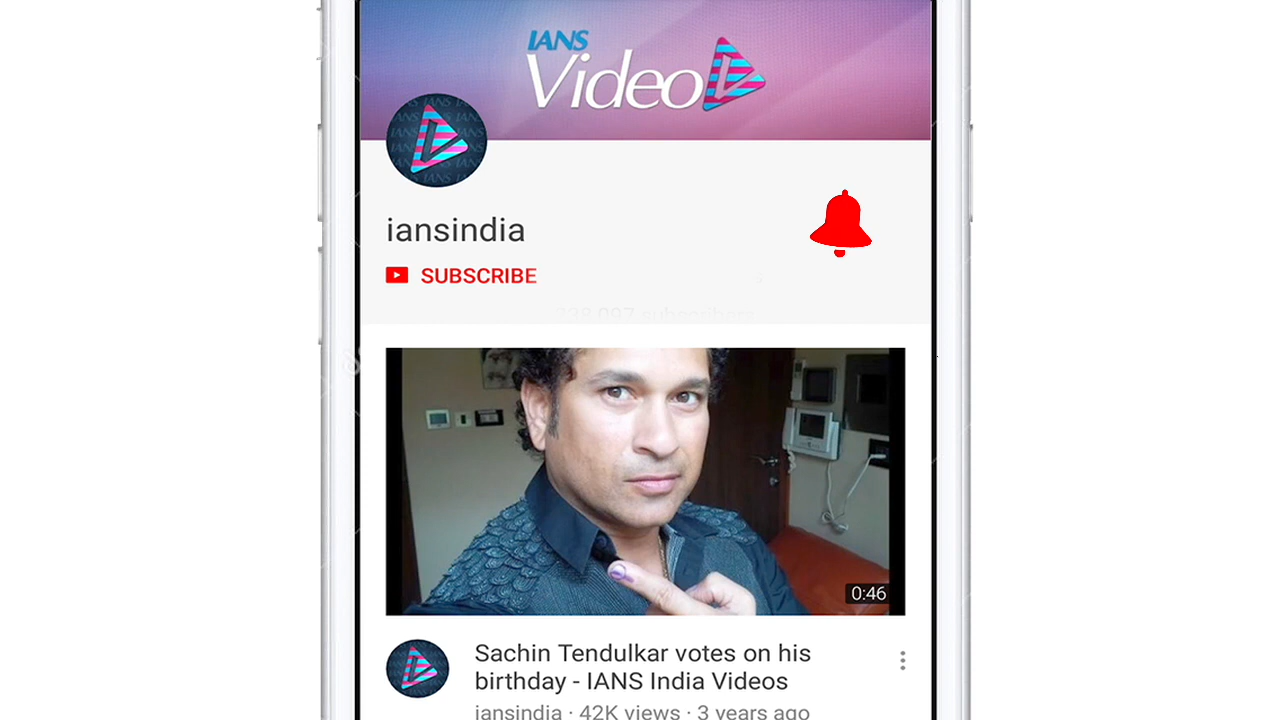 IANS
Video
iansindia
SUBSCRIBE
subscribers
0:46
Sachin Tendulkar votes on his
birthday - IANS India Videos
iansindia · 42K views · 3 years ago